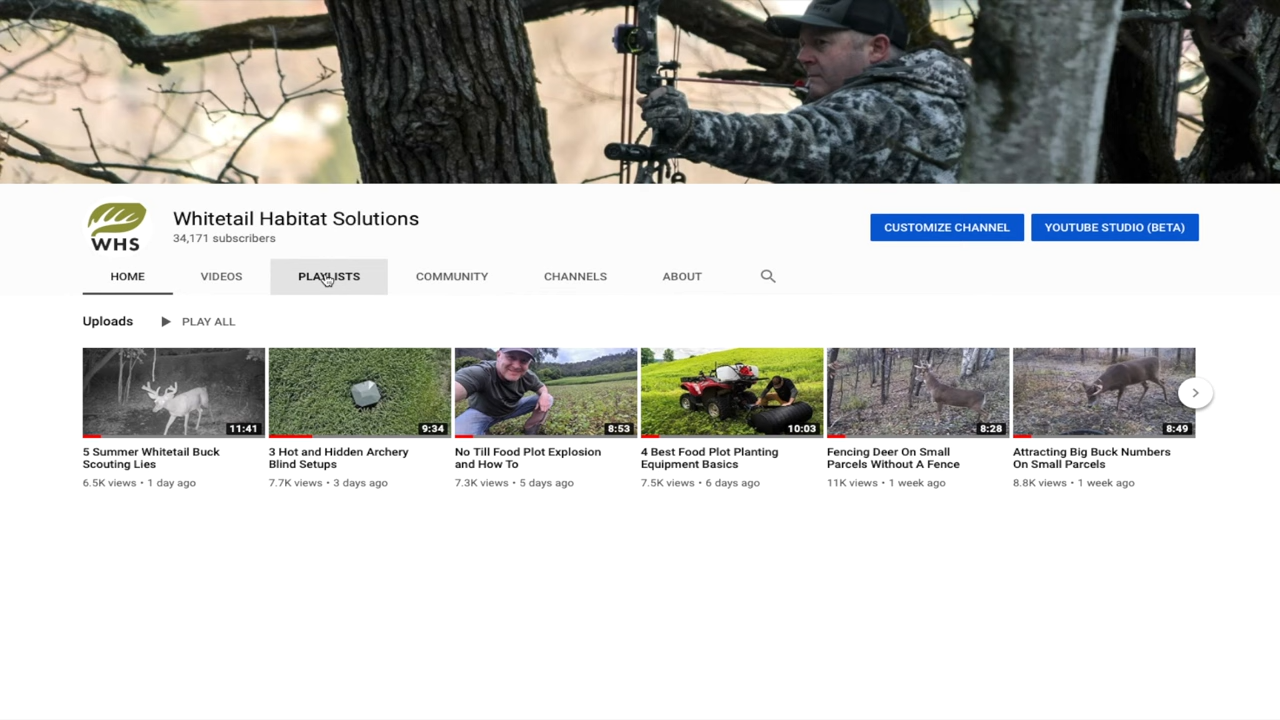 Whitetail Habitat Solutions
34,171 subscribers
WHS
CUSTOMIZE CHANNEL
YOUTUBE STUDIO (BETA)
HOME
VIDEOS
PLAYLISTS
COMMUNITY
CHANNELS
ABOUT
Uploads
PLAY ALL
11:41
9:34
8:53
10:03
8:28
8:49
5 Summer Whitetail Buck
Scouting Lies
6.5K views • 1 day ago
3 Hot and Hidden Archery
Blind Setups
7.7K views • 3 days ago
No Till Food Plot Explosion
and How To
7.3K views • 5 days ago
4 Best Food Plot Planting
Equipment Basics
7.5K views • 6 days ago
Fencing Deer On Small
Parcels Without A Fence
11K views • 1 week ago
Attracting Big Buck Numbers
On Small Parcels
8.8K views • 1 week ago